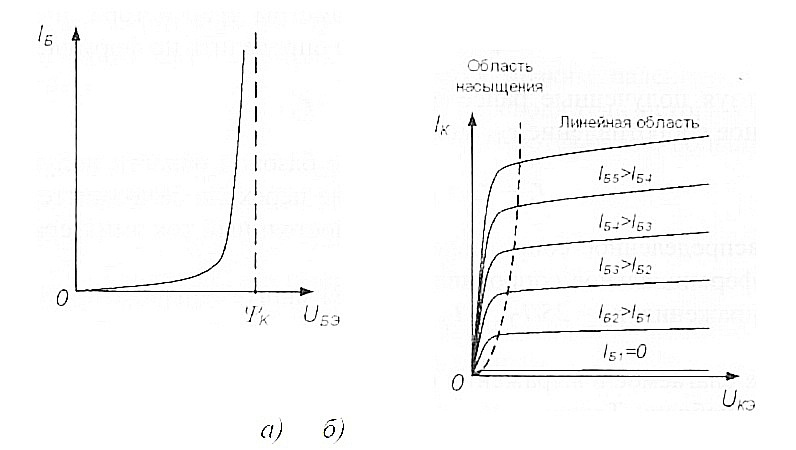 I_Б
0
Ψ_К
U_БЭ
Область
насыщения
I_К
Линейная область
I_Б5>I_Б4
I_Б4>I_Б3
I_Б3>I_Б2
I_Б2>I_Б1
I_Б1=0
0
U_КЭ
а) б)